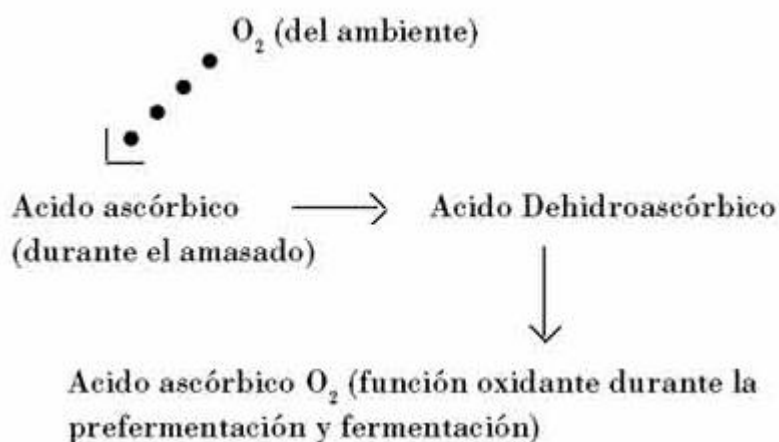 O₂ (del ambiente)
Acido ascórbico
(durante el amasado)
Acido Dehidroascórbico
Acido ascórbico O₂ (función oxidante durante la
prefermentación y fermentación)